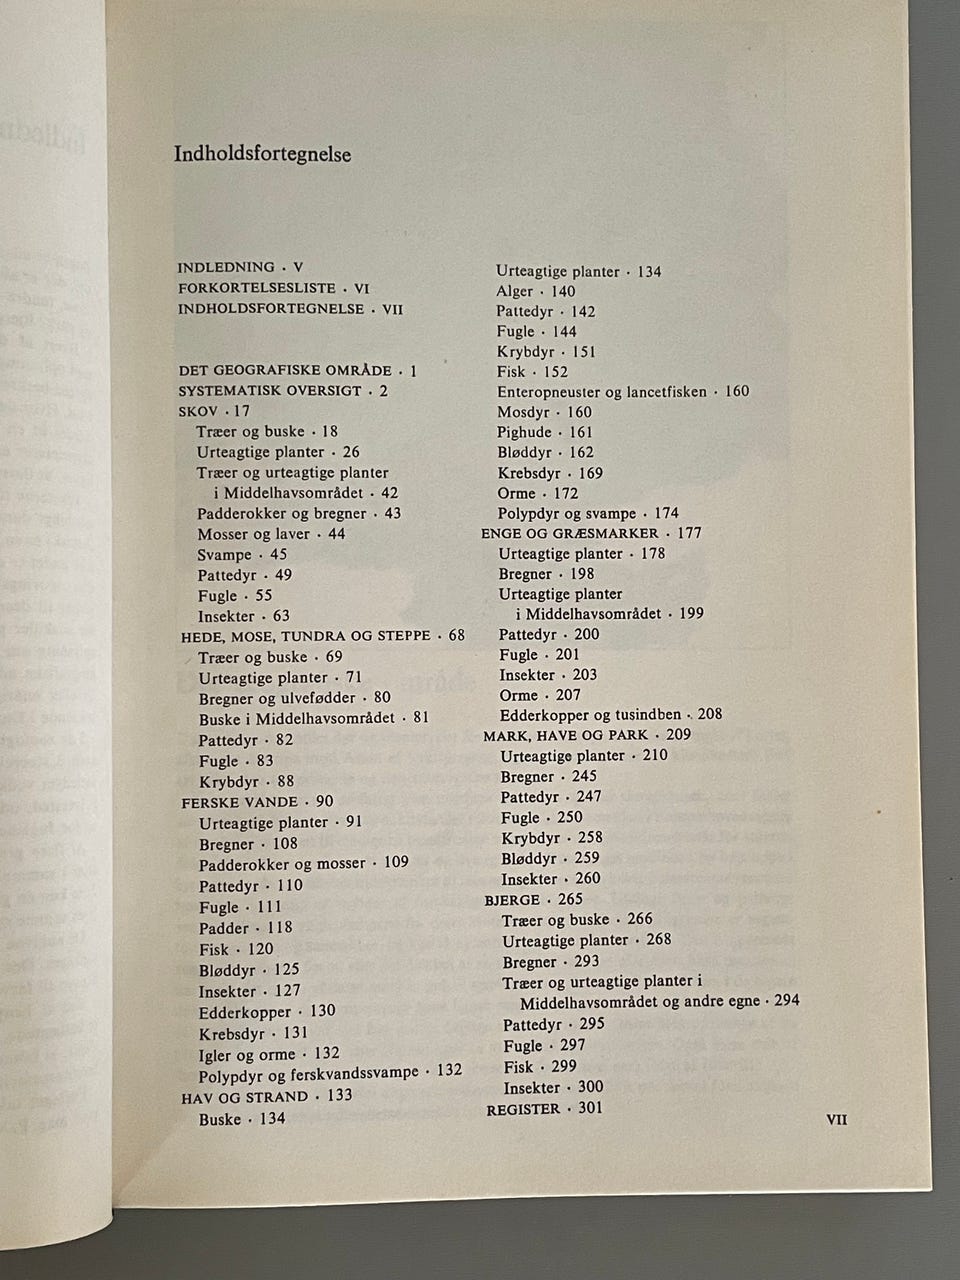 Indholdsfortegnelse
INDLEDNING · V
FORKORTELSESLISTE · VI
INDHOLDSFORTEGNELSE · VII
DET GEOGRAFISKE OMRÅDE · 1
SYSTEMATISK OVERSIGT · 2
SKOV · 17
Træer og buske · 18
Urteagtige planter · 26
Træer og urteagtige planter
i Middelhavsområdet · 42
Padderokker og bregner · 43
Mosser og laver · 44
Svampe · 45
Pattedyr · 49
Fugle · 55
Insekter · 63
HEDE, MOSE, TUNDRA OG STEPPE · 68
Træer og buske · 69
Urteagtige planter · 71
Bregner og ulvefødder · 80
Buske i Middelhavsområdet · 81
Pattedyr · 82
Fugle · 83
Krybdyr · 88
FERSKE VANDE · 90
Urteagtige planter · 91
Bregner · 108
Padderokker og mosser · 109
Pattedyr · 110
Fugle · 111
Padder · 118
Fisk · 120
Bløddyr · 125
Insekter · 127
Edderkopper · 130
Krebsdyr · 131
Igler og orme · 132
Polypdyr og ferskvandssvampe · 132
HAV OG STRAND · 133
Buske · 134
Urteagtige planter · 134
Alger · 140
Pattedyr · 142
Fugle · 144
Krybdyr · 151
Fisk · 152
Enteropneuster og lancetfisken · 160
Mosdyr · 160
Pighude · 161
Bløddyr · 162
Krebsdyr · 169
Orme · 172
Polypdyr og svampe · 174
ENGE OG GRÆSMARKER · 177
Urteagtige planter · 178
Bregner · 198
Urteagtige planter
i Middelhavsområdet · 199
Pattedyr · 200
Fugle · 201
Insekter · 203
Orme · 207
Edderkopper og tusindben · 208
MARK, HAVE OG PARK · 209
Urteagtige planter · 210
Bregner · 245
Pattedyr · 247
Fugle · 250
Krybdyr · 258
Bløddyr · 259
Insekter · 260
BJERGE · 265
Træer og buske · 266
Urteagtige planter · 268
Bregner · 293
Træer og urteagtige planter i
Middelhavsområdet og andre egne · 294
Pattedyr · 295
Fugle · 297
Fisk · 299
Insekter · 300
REGISTER · 301
VII